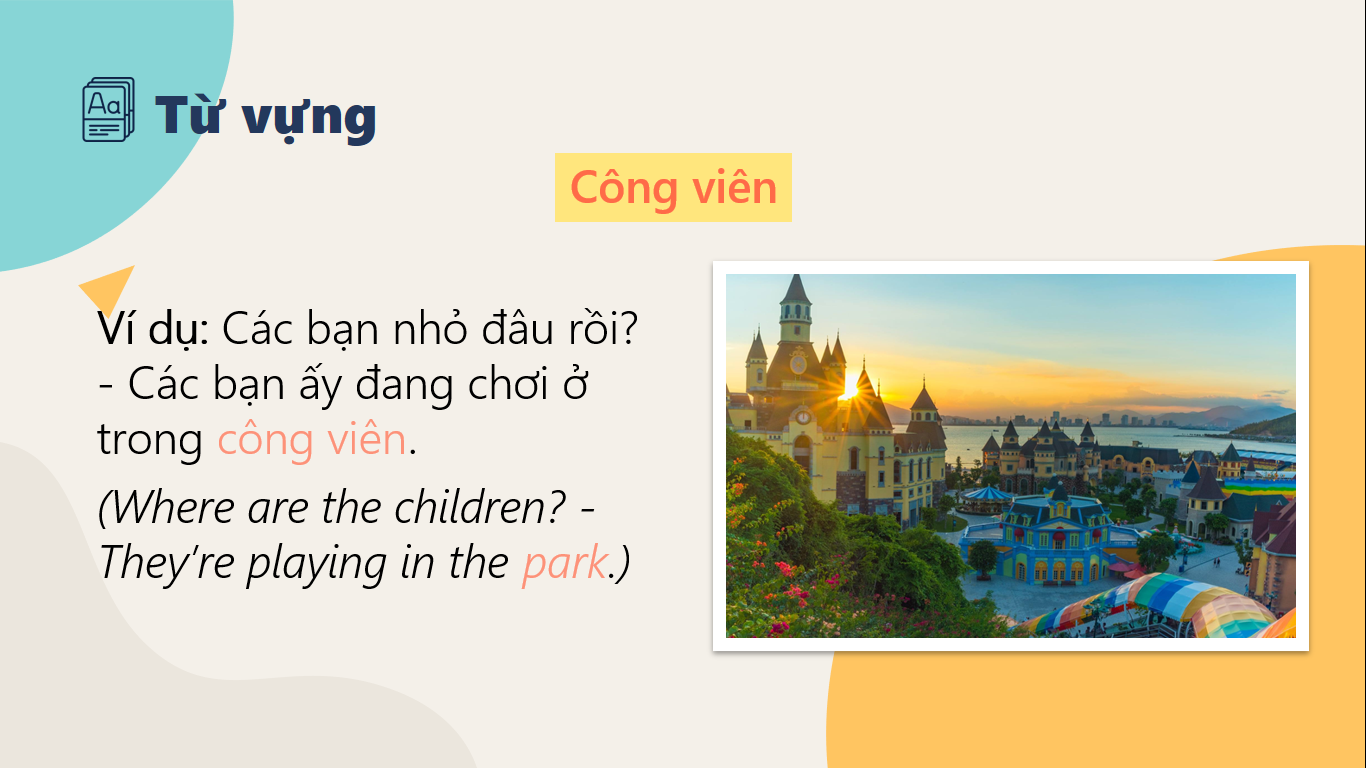 Aa
Từ vựng
Công viên
Ví dụ: Các bạn nhỏ đâu rồi?
- Các bạn ấy đang chơi ở
trong công viên.
(Where are the children? -
They’re playing in the park.)